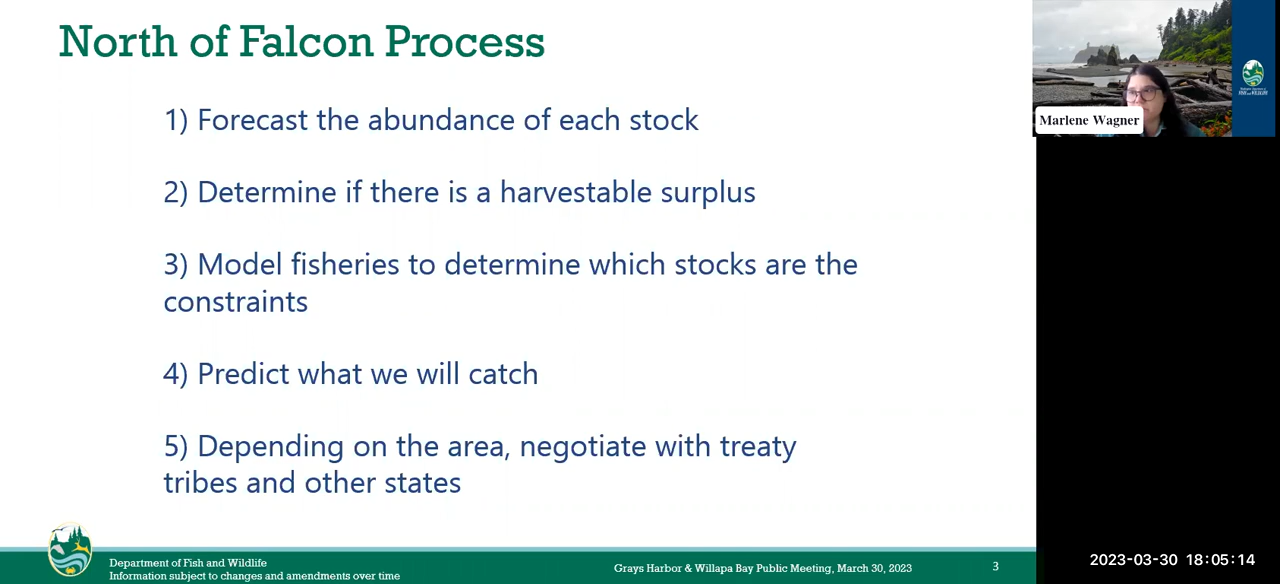 North of Falcon Process
1) Forecast the abundance of each stock
2) Determine if there is a harvestable surplus
3) Model fisheries to determine which stocks are the
constraints
4) Predict what we will catch
5) Depending on the area, negotiate with treaty
tribes and other states
Department of Fish and Wildlife
Information subject to changes and amendments over time
Grays Harbor & Willapa Bay Public Meeting, March 30, 2023
3
Marlene Wagner
FISH and WILDLIFE
2023-03-30 18:05:14